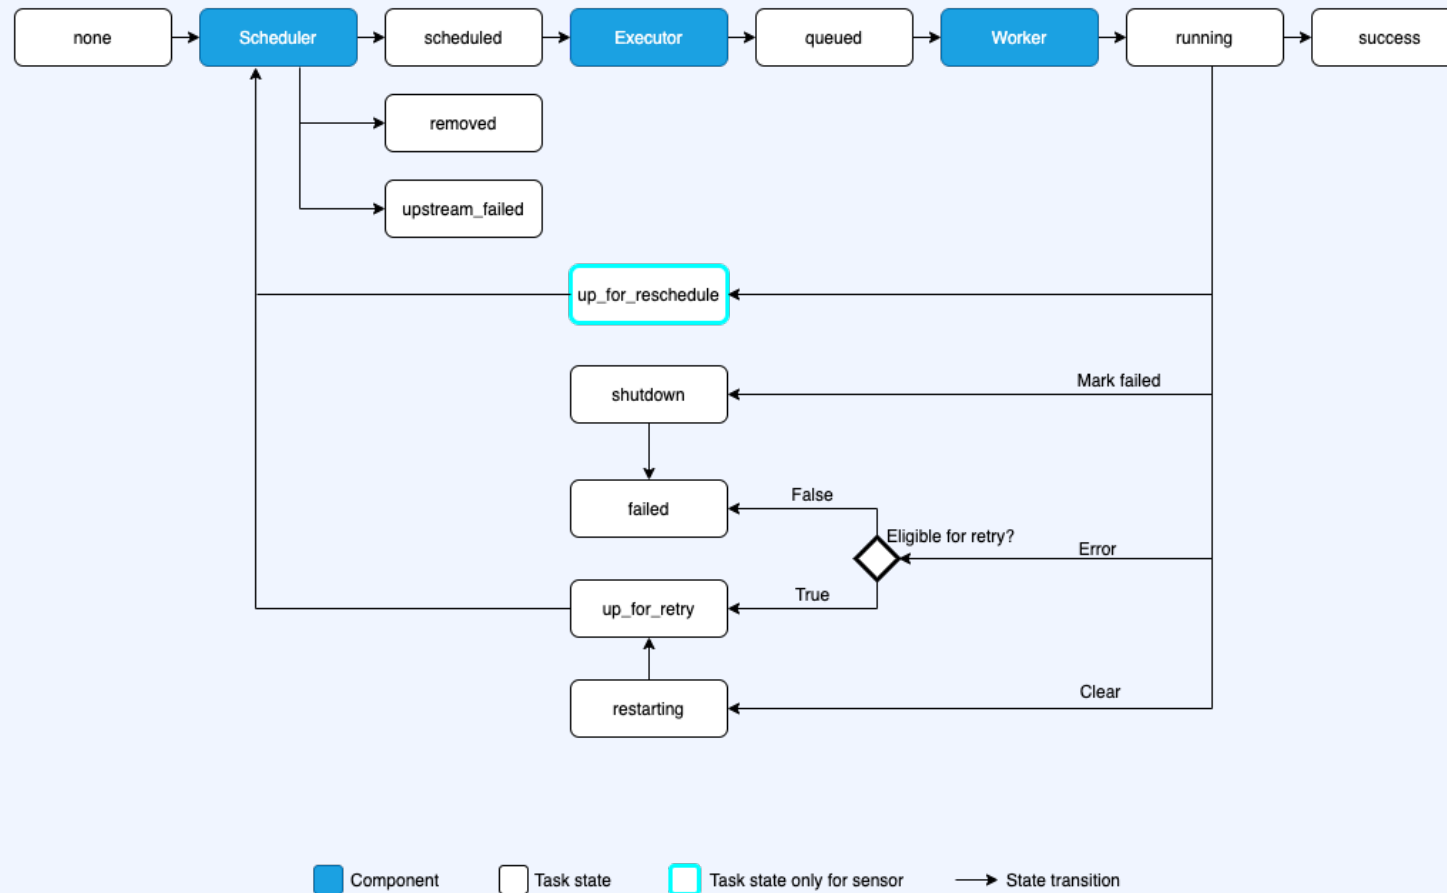 none
Scheduler
scheduled
Executor
queued
Worker
running
success
removed
upstream_failed
up_for_reschedule
shutdown
Mark failed
failed
False
Eligible for retry?
Error
up_for_retry
True
restarting
Clear
Component
Task state
Task state only for sensor
State transition